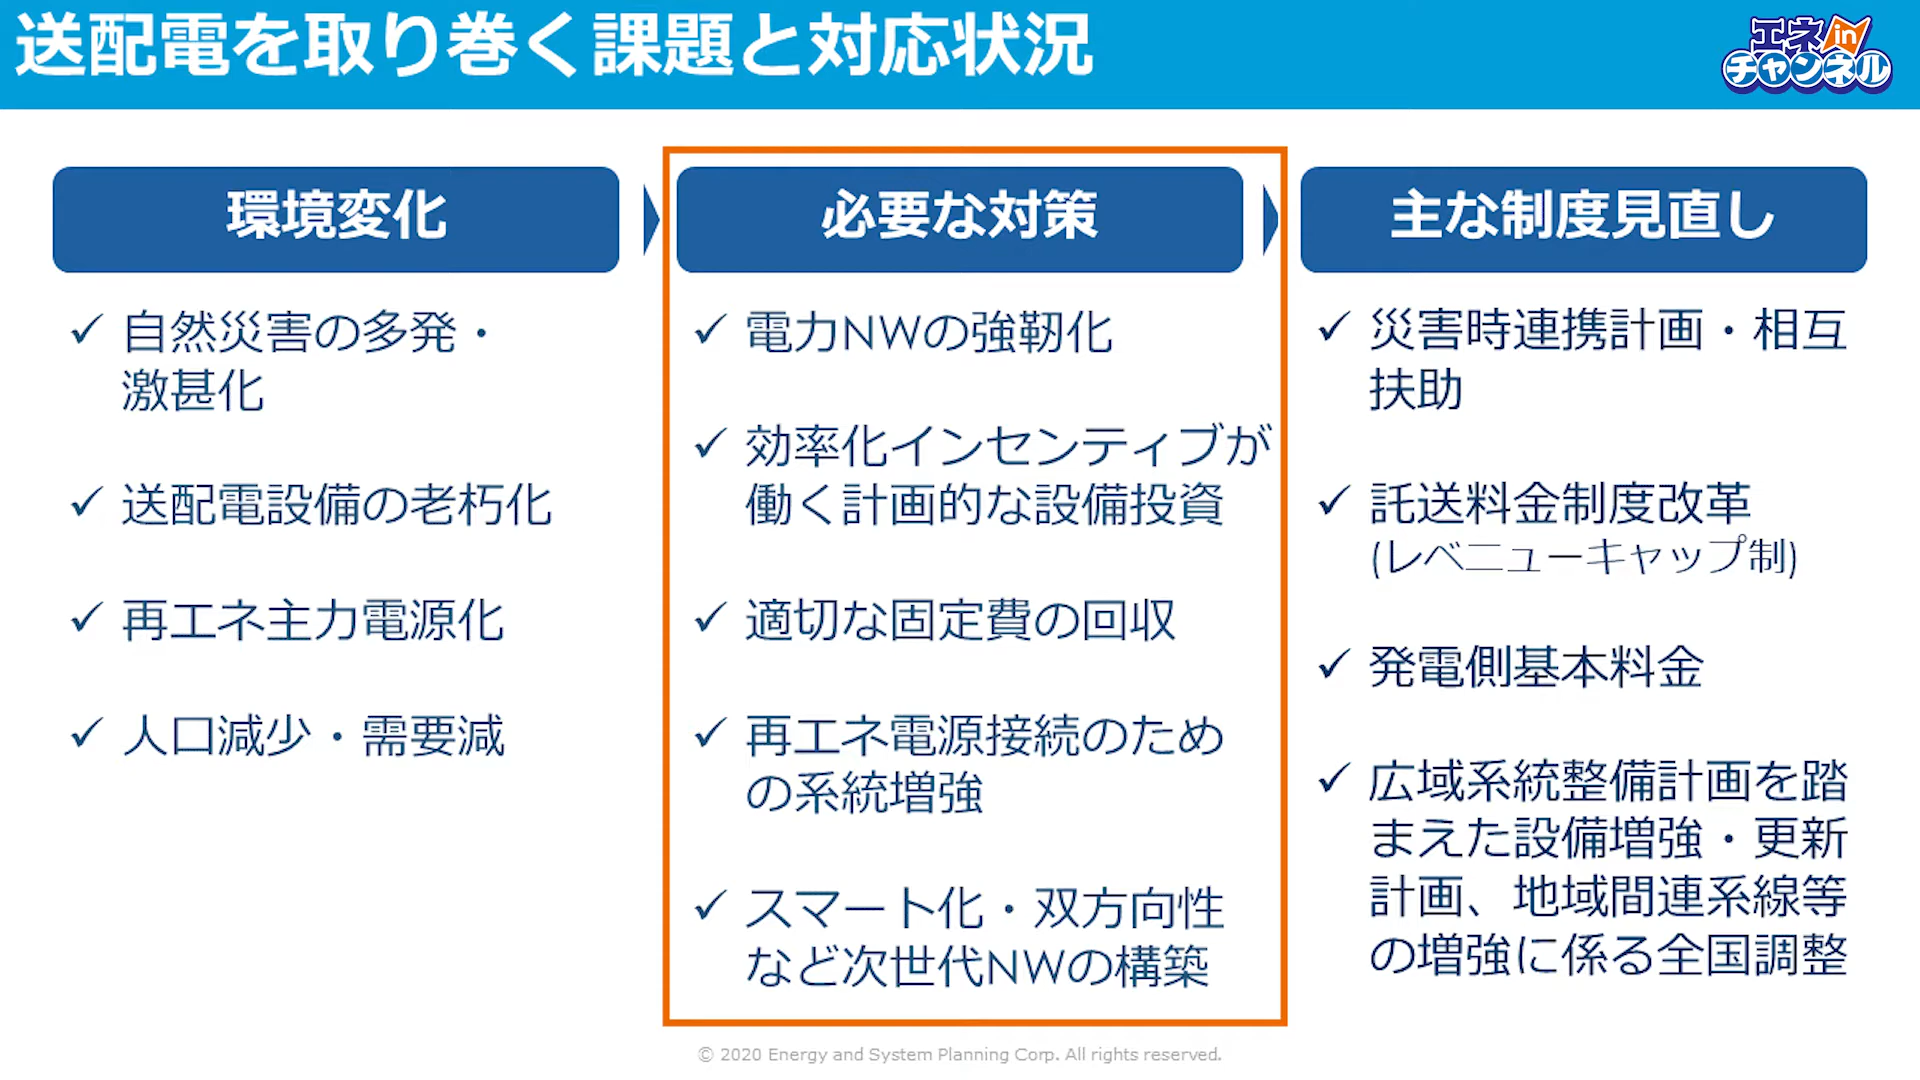 送配電を取り巻く課題と対応状況
エネin
チャンネル
環境変化
自然災害の多発・
激甚化
送配電設備の老朽化
再エネ主力電源化
人口減少・需要減
必要な対策
電力NWの強靭化
効率化インセンティブが
働く計画的な設備投資
適切な固定費の回収
再エネ電源接続のため
の系統増強
スマート化・双方向性
など次世代NWの構築
主な制度見直し
災害時連携計画・相互
扶助
託送料金制度改革
(レベニューキャップ制)
発電側基本料金
広域系統整備計画を踏
まえた設備増強・更新
計画、地域間連系線等
の増強に係る全国調整
© 2020 Energy and System Planning Corp. All rights reserved.